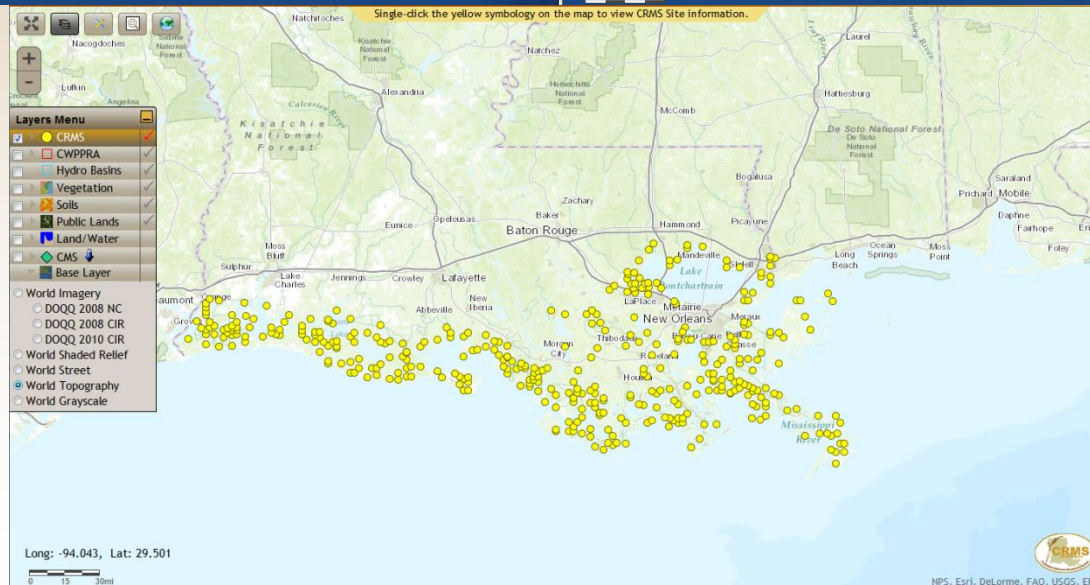 Single-click the yellow symbology on the map to view CRMS Site information.
Layers Menu
CRMS
CWPPRA
Hydro Basins
Vegetation
Soils
Public Lands
Land/Water
CMS
Base Layer
World Imagery
DOQQ 2008 NC
DOQQ 2008 CIR
DOQQ 2010 CIR
World Shaded Relief
World Street
World Topography
World Grayscale
Nacogdoches
Natchitoches
Sabine
National
Forest
Kisatchie
National
Forest
Natchez
Homochitto
National
Forest
Laurel
Leaf River
Lufkin
Angelina
Alexandria
Calcasieu River
Kisatchie
National
Forest
McComb
Hattiesburg
De Soto National Forest
De Soto
National
Forest
Bogalusa
Saraland
Prichard
Mobile
Daphne
Fairhope
Foley
Zachary
Baker
Baton Rouge
Eunice
Opelousas
Hammond
Picayune
Mandeville
Slidell
Long
Beach
Ocean
Springs
Moss
Point
Moss
Bluff
Sulphur
Lake
Charles
Jennings
Crowley
Lafayette
New
Iberia
Abbeville
Lake
Pontchartrain
LaPlace
Metairie
New Orleans
Meraux
Morgan
City
Thibodaux
Raceland
Houma
Mississippi
River
Long: -94.043, Lat: 29.501
0 15 30mi
CRMS
NPS, Esri, DeLorme, FAO, USGS,